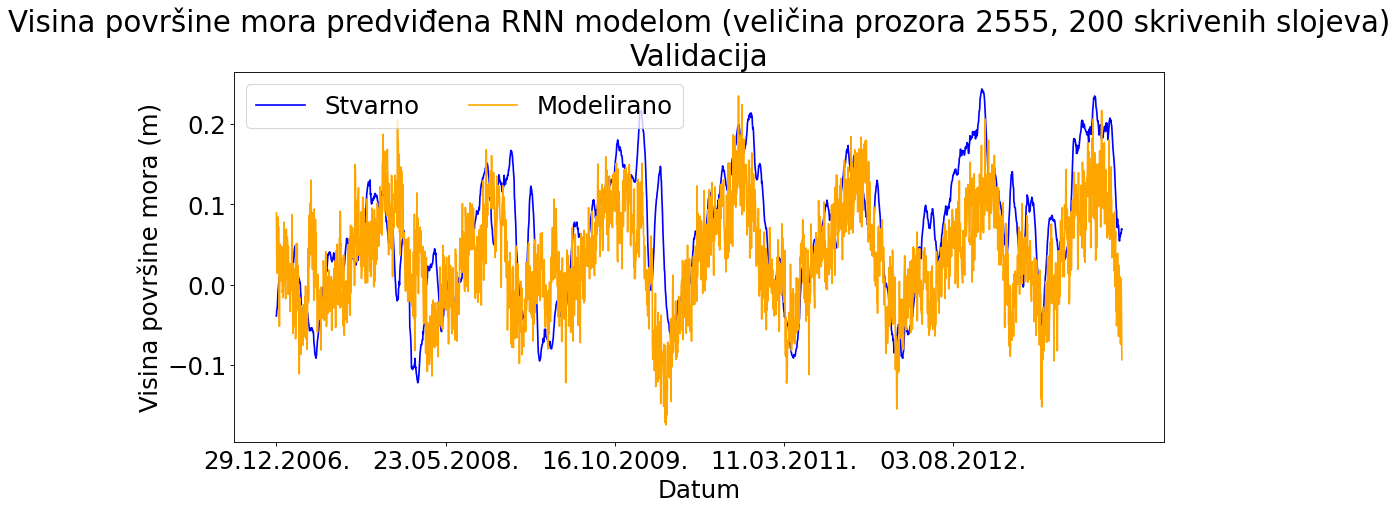 Visina površine mora predviđena RNN modelom (veličina prozora 2555, 200 skrivenih slojeva)
Validacija
Stvarno
Modelirano
Visina površine mora (m)
0.2
0.1
0.0
−0.1
29.12.2006.
23.05.2008.
16.10.2009.
11.03.2011.
03.08.2012.
Datum